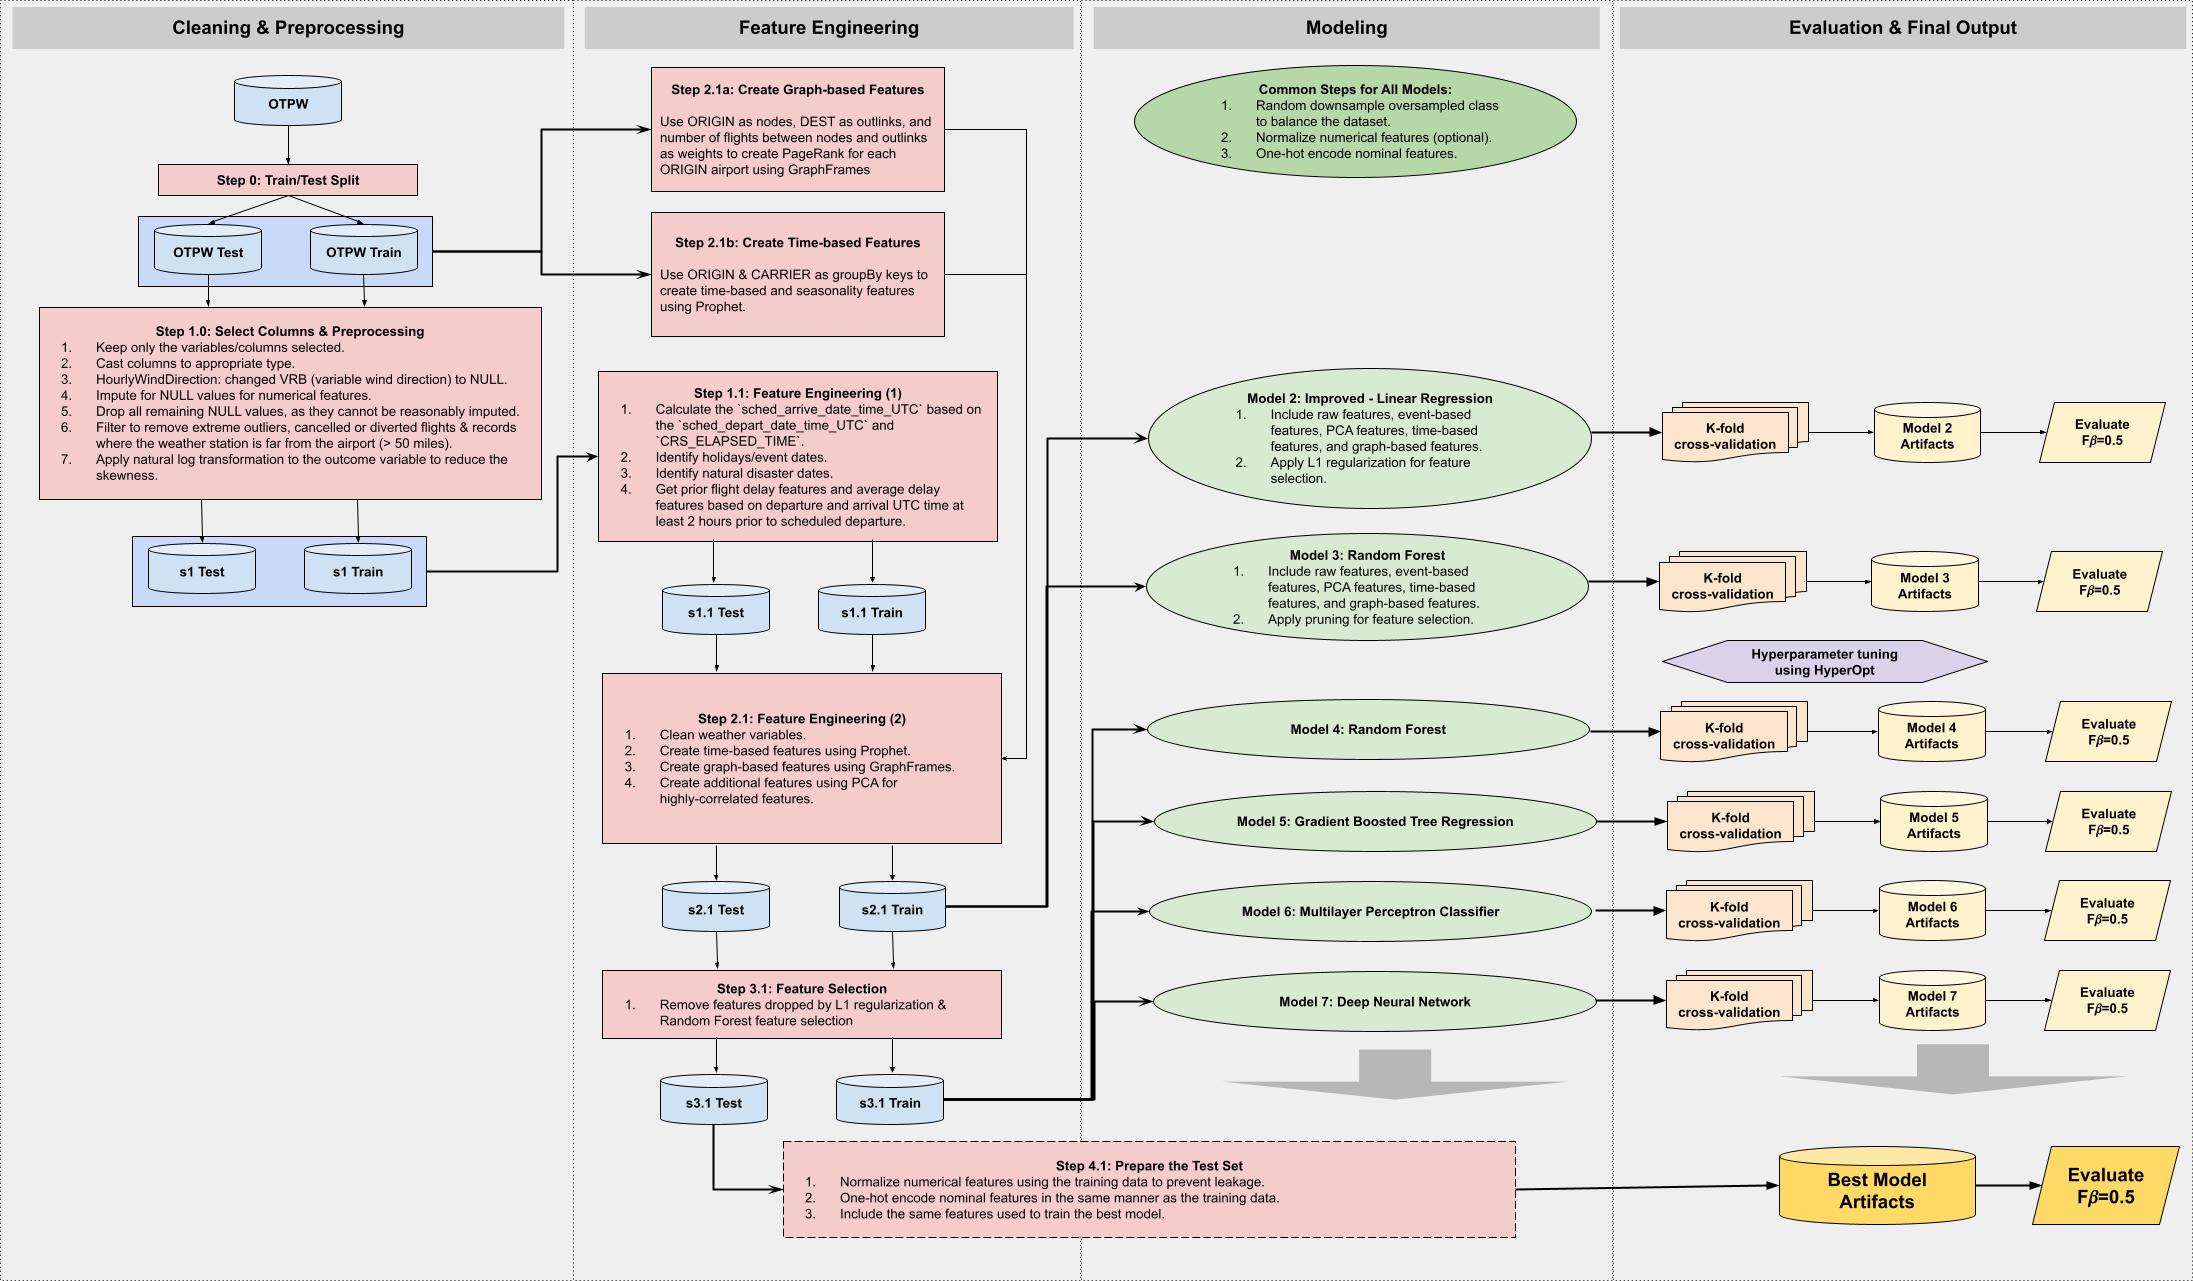 Cleaning & Preprocessing
OTPW
Step 0: Train/Test Split
OTPW Test
OTPW Train
Step 1.0: Select Columns & Preprocessing
1. Keep only the variables/columns selected.
2. Cast columns to appropriate type.
3. HourlyWindDirection: changed VRB (variable wind direction) to NULL.
4. Impute for NULL values for numerical features.
5. Drop all remaining NULL values, as they cannot be reasonably imputed.
6. Filter to remove extreme outliers, cancelled or diverted flights & records
where the weather station is far from the airport (> 50 miles).
7. Apply natural log transformation to the outcome variable to reduce the
skewness.
s1 Test
s1 Train
Feature Engineering
Step 2.1a: Create Graph-based Features
Use ORIGIN as nodes, DEST as outlinks, and
number of flights between nodes and outlinks
as weights to create PageRank for each
ORIGIN airport using GraphFrames
Step 2.1b: Create Time-based Features
Use ORIGIN & CARRIER as groupBy keys to
create time-based and seasonality features
using Prophet.
Step 1.1: Feature Engineering (1)
1. Calculate the `sched_arrive_date_time_UTC` based on
the `sched_depart_date_time_UTC` and
`CRS_ELAPSED_TIME`.
2. Identify holidays/event dates.
3. Identify natural disaster dates.
4. Get prior flight delay features and average delay
features based on departure and arrival UTC time at
least 2 hours prior to scheduled departure.
s1.1 Test
s1.1 Train
Step 2.1: Feature Engineering (2)
1. Clean weather variables.
2. Create time-based features using Prophet.
3. Create graph-based features using GraphFrames.
4. Create additional features using PCA for
highly-correlated features.
s2.1 Test
s2.1 Train
Step 3.1: Feature Selection
1. Remove features dropped by L1 regularization &
Random Forest feature selection
s3.1 Test
s3.1 Train
Step 4.1: Prepare the Test Set
1. Normalize numerical features using the training data to prevent leakage.
2. One-hot encode nominal features in the same manner as the training data.
3. Include the same features used to train the best model.
Modeling
Common Steps for All Models:
1. Random downsample oversampled class
to balance the dataset.
2. Normalize numerical features (optional).
3. One-hot encode nominal features.
Model 2: Improved - Linear Regression
1. Include raw features, event-based
features, PCA features, time-based
features, and graph-based features.
2. Apply L1 regularization for feature
selection.
Model 3: Random Forest
1. Include raw features, event-based
features, PCA features, time-based
features, and graph-based features.
2. Apply pruning for feature selection.
Model 4: Random Forest
Model 5: Gradient Boosted Tree Regression
Model 6: Multilayer Perceptron Classifier
Model 7: Deep Neural Network
Evaluation & Final Output
K-fold
cross-validation
Model 2
Artifacts
Evaluate
Fβ=0.5
K-fold
cross-validation
Model 3
Artifacts
Evaluate
Fβ=0.5
Hyperparameter tuning
using HyperOpt
K-fold
cross-validation
Model 4
Artifacts
Evaluate
Fβ=0.5
K-fold
cross-validation
Model 5
Artifacts
Evaluate
Fβ=0.5
K-fold
cross-validation
Model 6
Artifacts
Evaluate
Fβ=0.5
K-fold
cross-validation
Model 7
Artifacts
Evaluate
Fβ=0.5
Best Model
Artifacts
Evaluate
Fβ=0.5